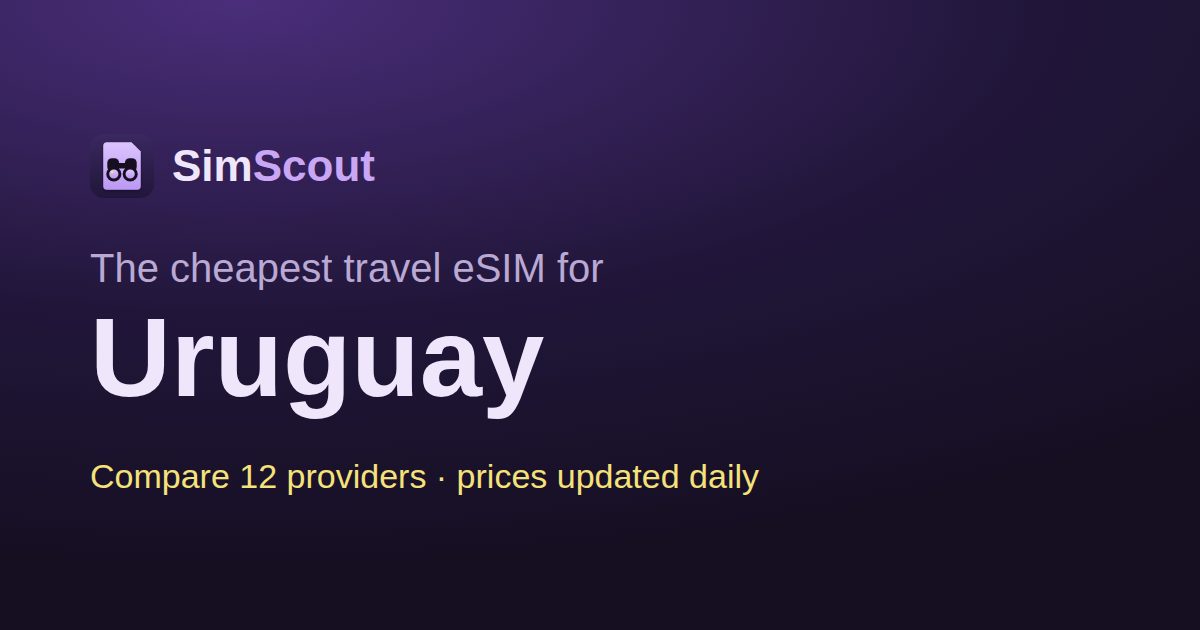 SimScout
The cheapest travel eSIM for
Uruguay
Compare 12 providers · prices updated daily